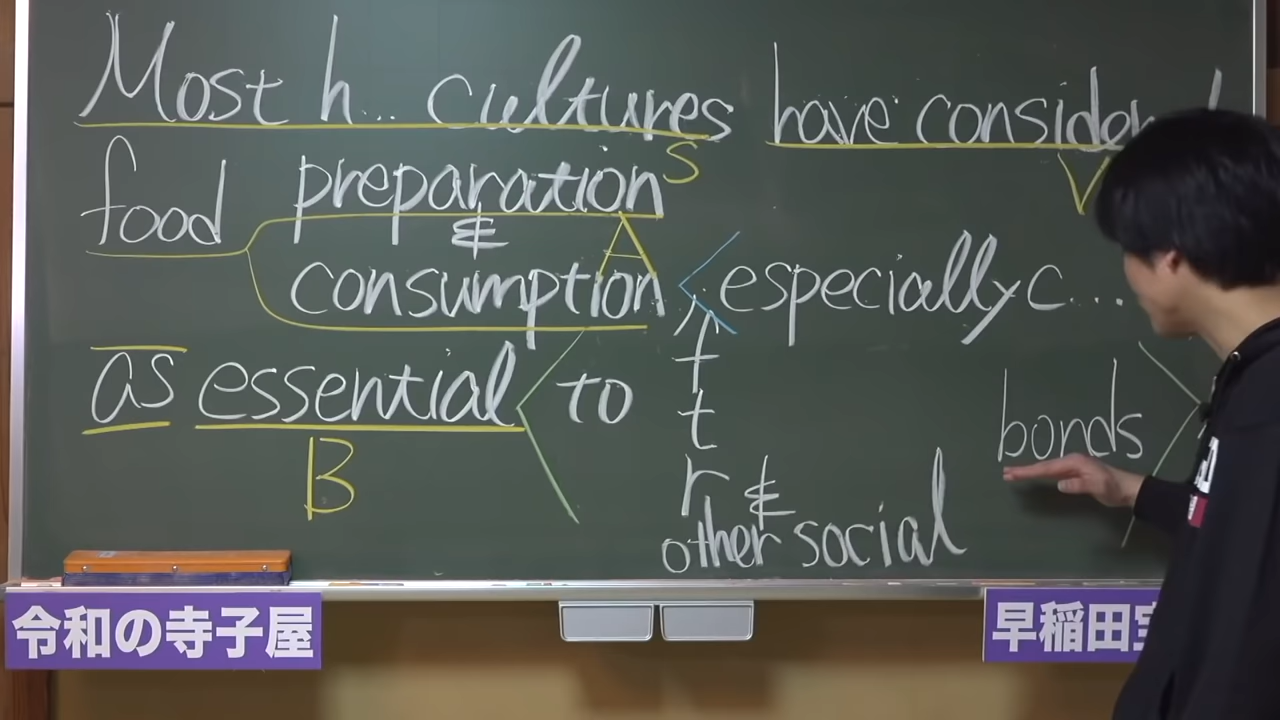 Most h... cultures have consider
S
V
food preparation
&
consumption
A
especially c...
as essential to
B
f
t
r &
bonds
other social
令和の寺子屋
早稲田